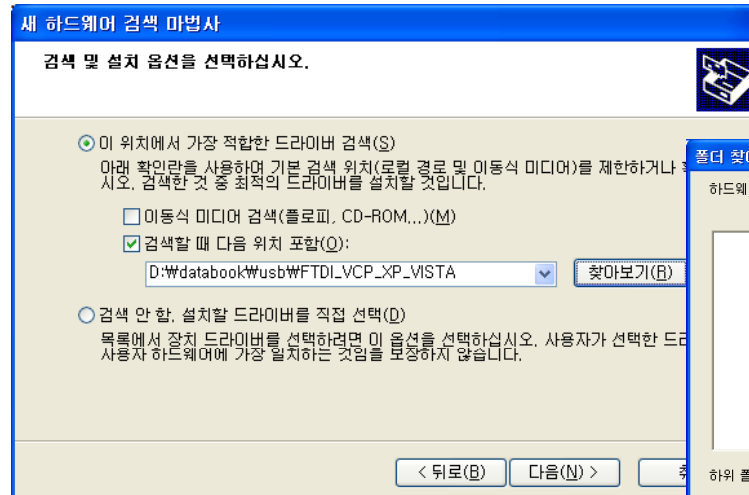 새 하드웨어 검색 마법사
검색 및 설치 옵션을 선택하십시오.
이 위치에서 가장 적합한 드라이버 검색(S)
아래 확인란을 사용하여 기본 검색 위치(로컬 경로 및 이동식 미디어)를 제한하거나
시오. 검색한 것 중 최적의 드라이버를 설치할 것입니다.
이동식 미디어 검색(플로피, CD-ROM...)(M)
검색할 때 다음 위치 포함(O):
D:₩databook₩usb₩FTDI_VCP_XP_VISTA
찾아보기(R)
검색 안 함. 설치할 드라이버를 직접 선택(D)
목록에서 장치 드라이버를 선택하려면 이 옵션을 선택하십시오. 사용자가 선택한 드
사용자 하드웨어에 가장 일치하는 것임을 보장하지 않습니다.
< 뒤로(B)
다음(N) >
폴더 찾
하드웨
하위 폴